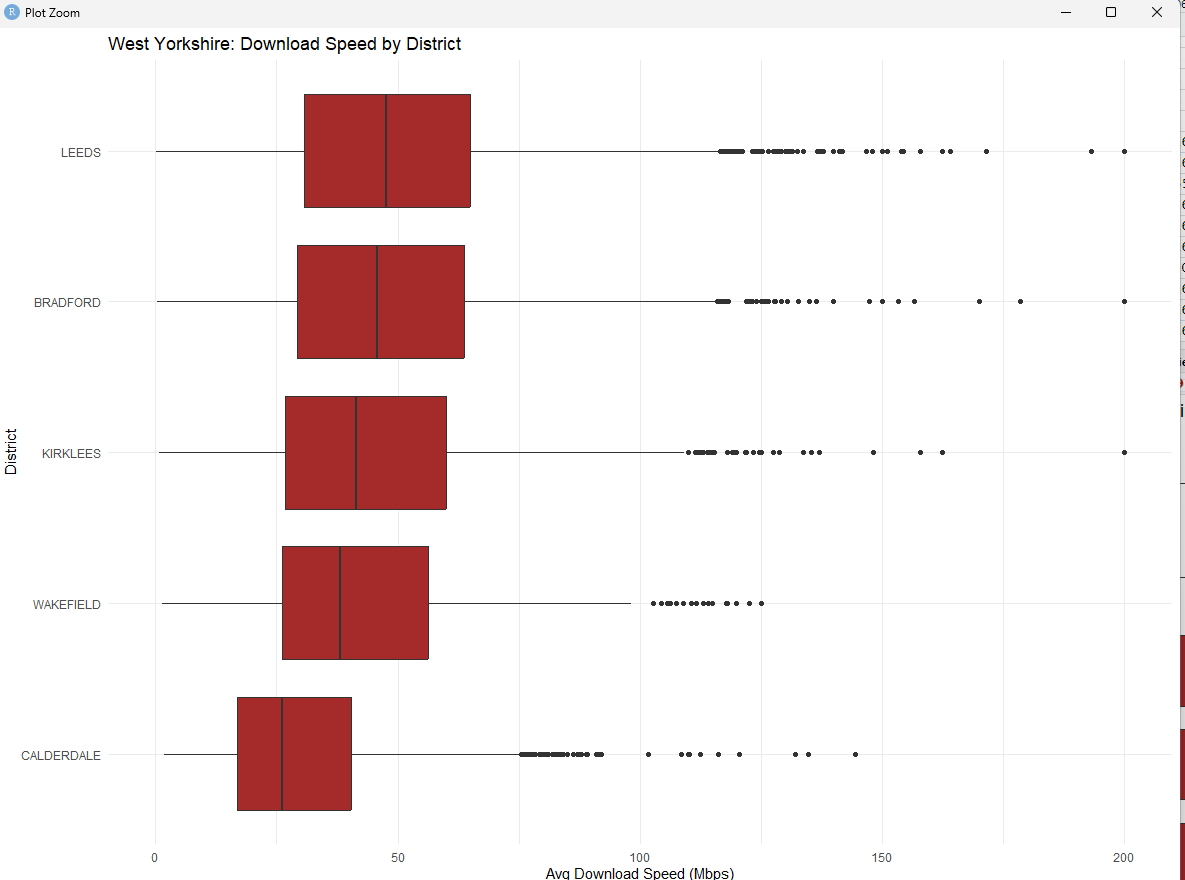 R Plot Zoom
West Yorkshire: Download Speed by District
LEEDS
BRADFORD
KIRKLEES
WAKEFIELD
CALDERDALE
District
0 50 100 150 200
Avg Download Speed (Mbps)